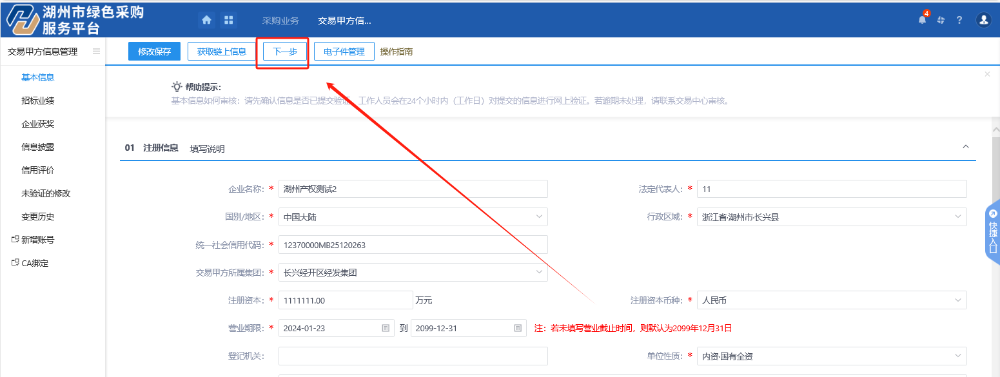 湖州市绿色采购
服务平台
采购业务 交易甲方信...
4
?
交易甲方信息管理
修改保存 获取链上信息 下一步 电子件管理 操作指南
基本信息
招标业绩
企业获奖
信息披露
信用评价
未验证的修改
变更历史
新增账号
CA绑定
帮助提示：
基本信息如何审核：请先确认信息是否已提交验证。工作人员会在24个小时内（工作日）对提交的信息进行网上验证。若逾期未处理，请联系交易中心审核。
01 注册信息 填写说明
企业名称： * 湖州产权测试2 法定代表人： * 11
国别/地区： * 中国大陆 行政区域： * 浙江省·湖州市·长兴县
统一社会信用代码： * 12370000MB25120263
交易甲方所属集团： * 长兴经开区经发集团
注册资本： * 1111111.00 万元 注册资本币种： * 人民币
营业期限： * 2024-01-23 到 2099-12-31 注：若未填写营业截止时间，则默认为2099年12月31日
登记机关： 单位性质： * 内资·国有全资
快捷入口